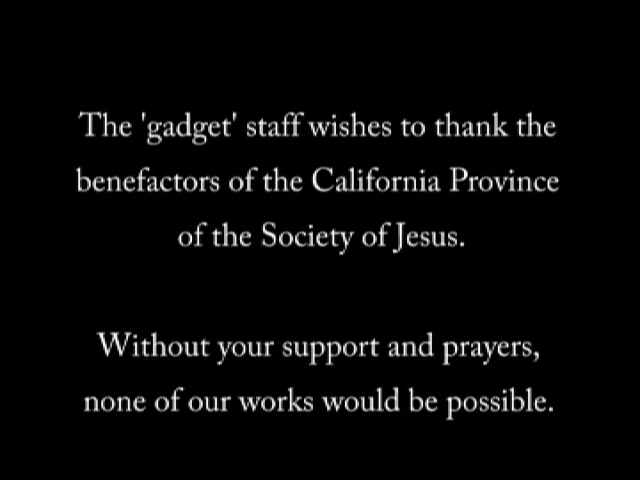 The 'gadget' staff wishes to thank the
benefactors of the California Province
of the Society of Jesus.
Without your support and prayers,
none of our works would be possible.